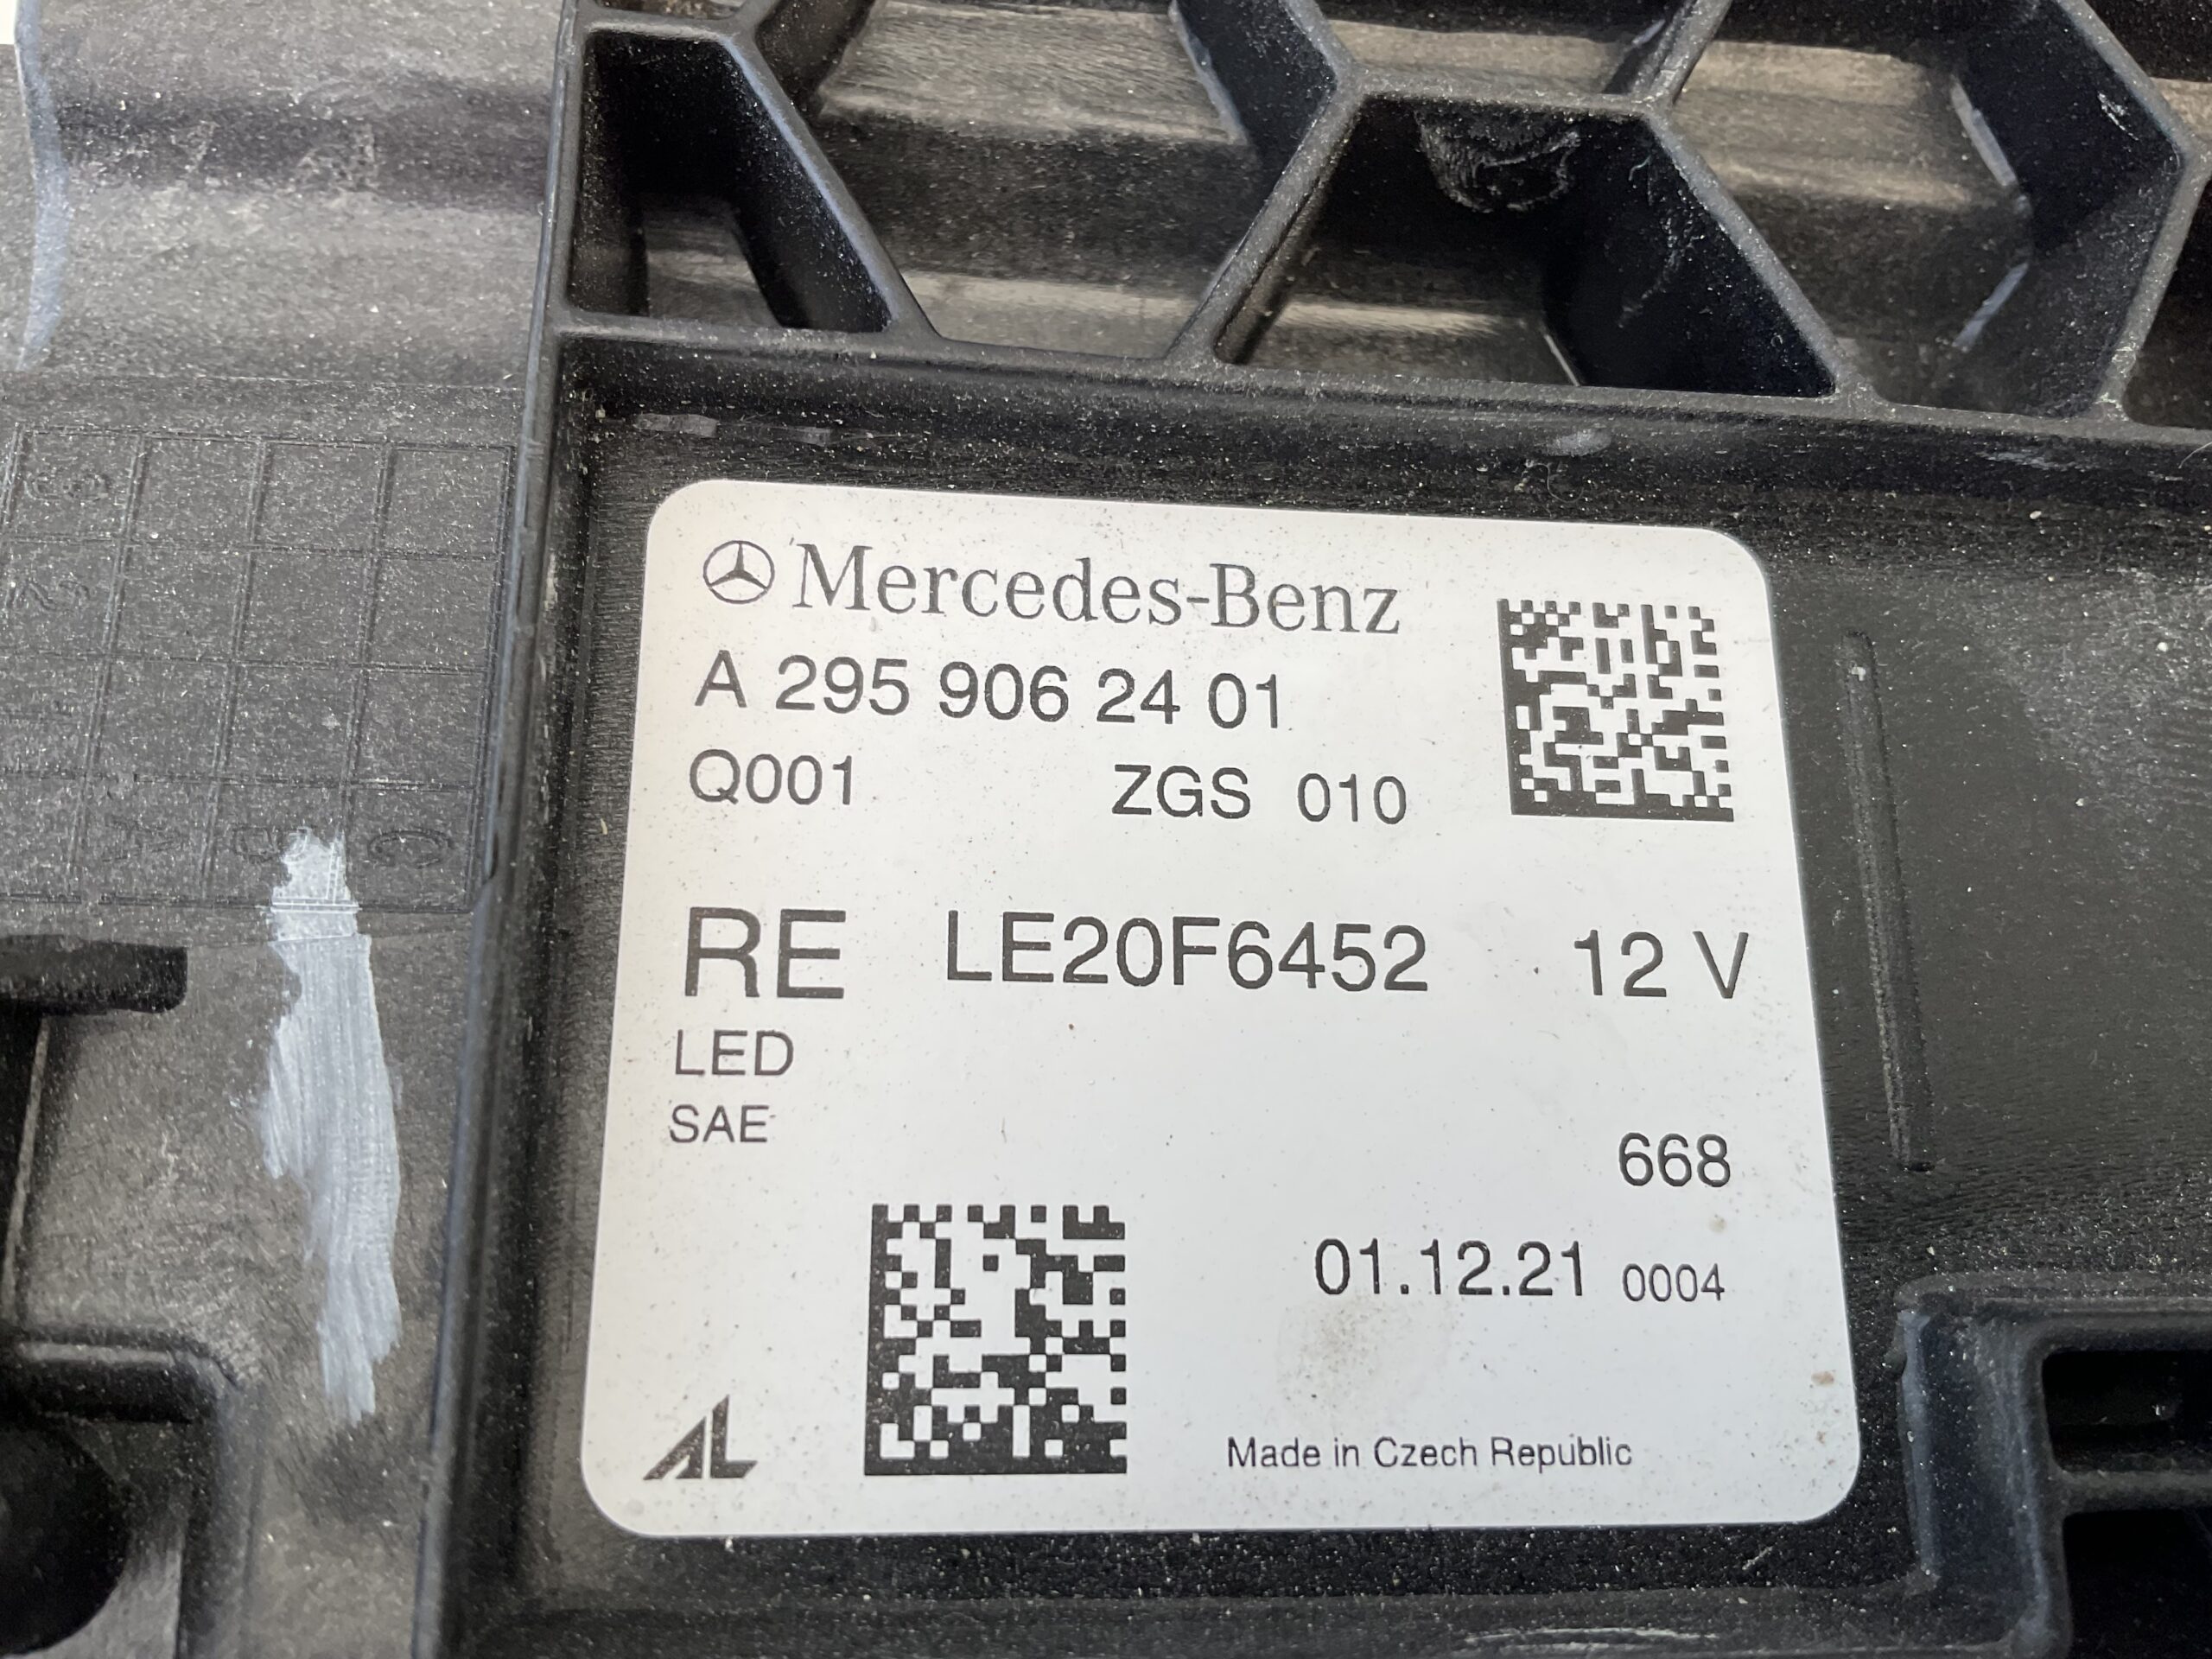 Mercedes-Benz
A 295 906 24 01
Q001 ZGS 010
RE LE20F6452 12 V
LED
SAE
668
01.12.21 0004
AL
Made in Czech Republic